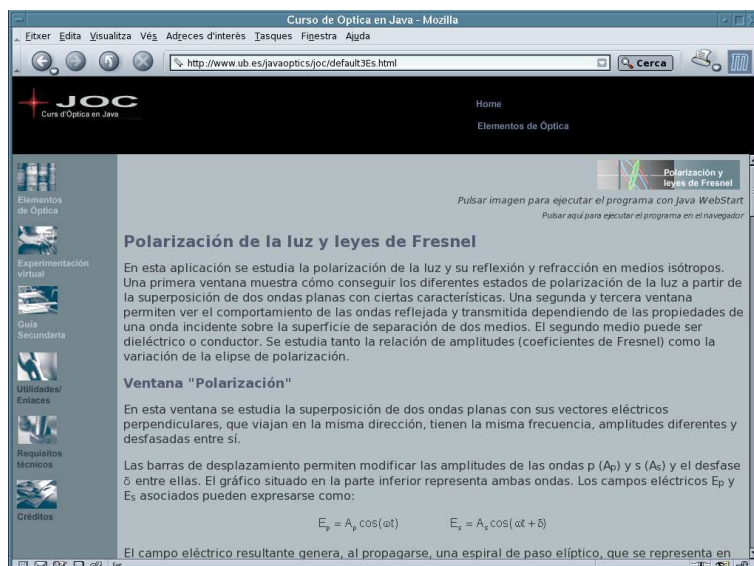 Curso de Óptica en Java - Mozilla
Fitxer Edita Visualitza Vés Adreces d'interès Tasques Finestra Ajuda
http://www.ub.es/javaoptics/joc/default3Es.html
Cerca
JOC
Curs d'Òptica en Java
Home
Elementos de Óptica
Polarización y
leyes de Fresnel
Pulsar imagen para ejecutar el programa con Java WebStart
Pulsar aquí para ejecutar el programa en el navegador
Elementos
de Óptica
Experimentación
virtual
Guía
Secundaria
Utilidades/
Enlaces
Requisitos
técnicos
Créditos
Polarización de la luz y leyes de Fresnel
En esta aplicación se estudia la polarización de la luz y su reflexión y refracción en medios isótropos.
Una primera ventana muestra cómo conseguir los diferentes estados de polarización de la luz a partir de
la superposición de dos ondas planas con ciertas características. Una segunda y tercera ventana
permiten ver el comportamiento de las ondas reflejada y transmitida dependiendo de las propiedades de
una onda incidente sobre la superficie de separación de dos medios. El segundo medio puede ser
dieléctrico o conductor. Se estudia tanto la relación de amplitudes (coeficientes de Fresnel) como la
variación de la elipse de polarización.
Ventana "Polarización"
En esta ventana se estudia la superposición de dos ondas planas con sus vectores eléctricos
perpendiculares, que viajan en la misma dirección, tienen la misma frecuencia, amplitudes diferentes y
desfasadas entre sí.
Las barras de desplazamiento permiten modificar las amplitudes de las ondas p (Ap) y s (As) y el desfase
δ entre ellas. El gráfico situado en la parte inferior representa ambas ondas. Los campos eléctricos Ep y
Es asociados pueden expresarse como:
Ep = Ap cos(ωt) Es = As cos(ωt + δ)
El campo eléctrico resultante genera, al propagarse, una espiral de paso elíptico, que se representa en